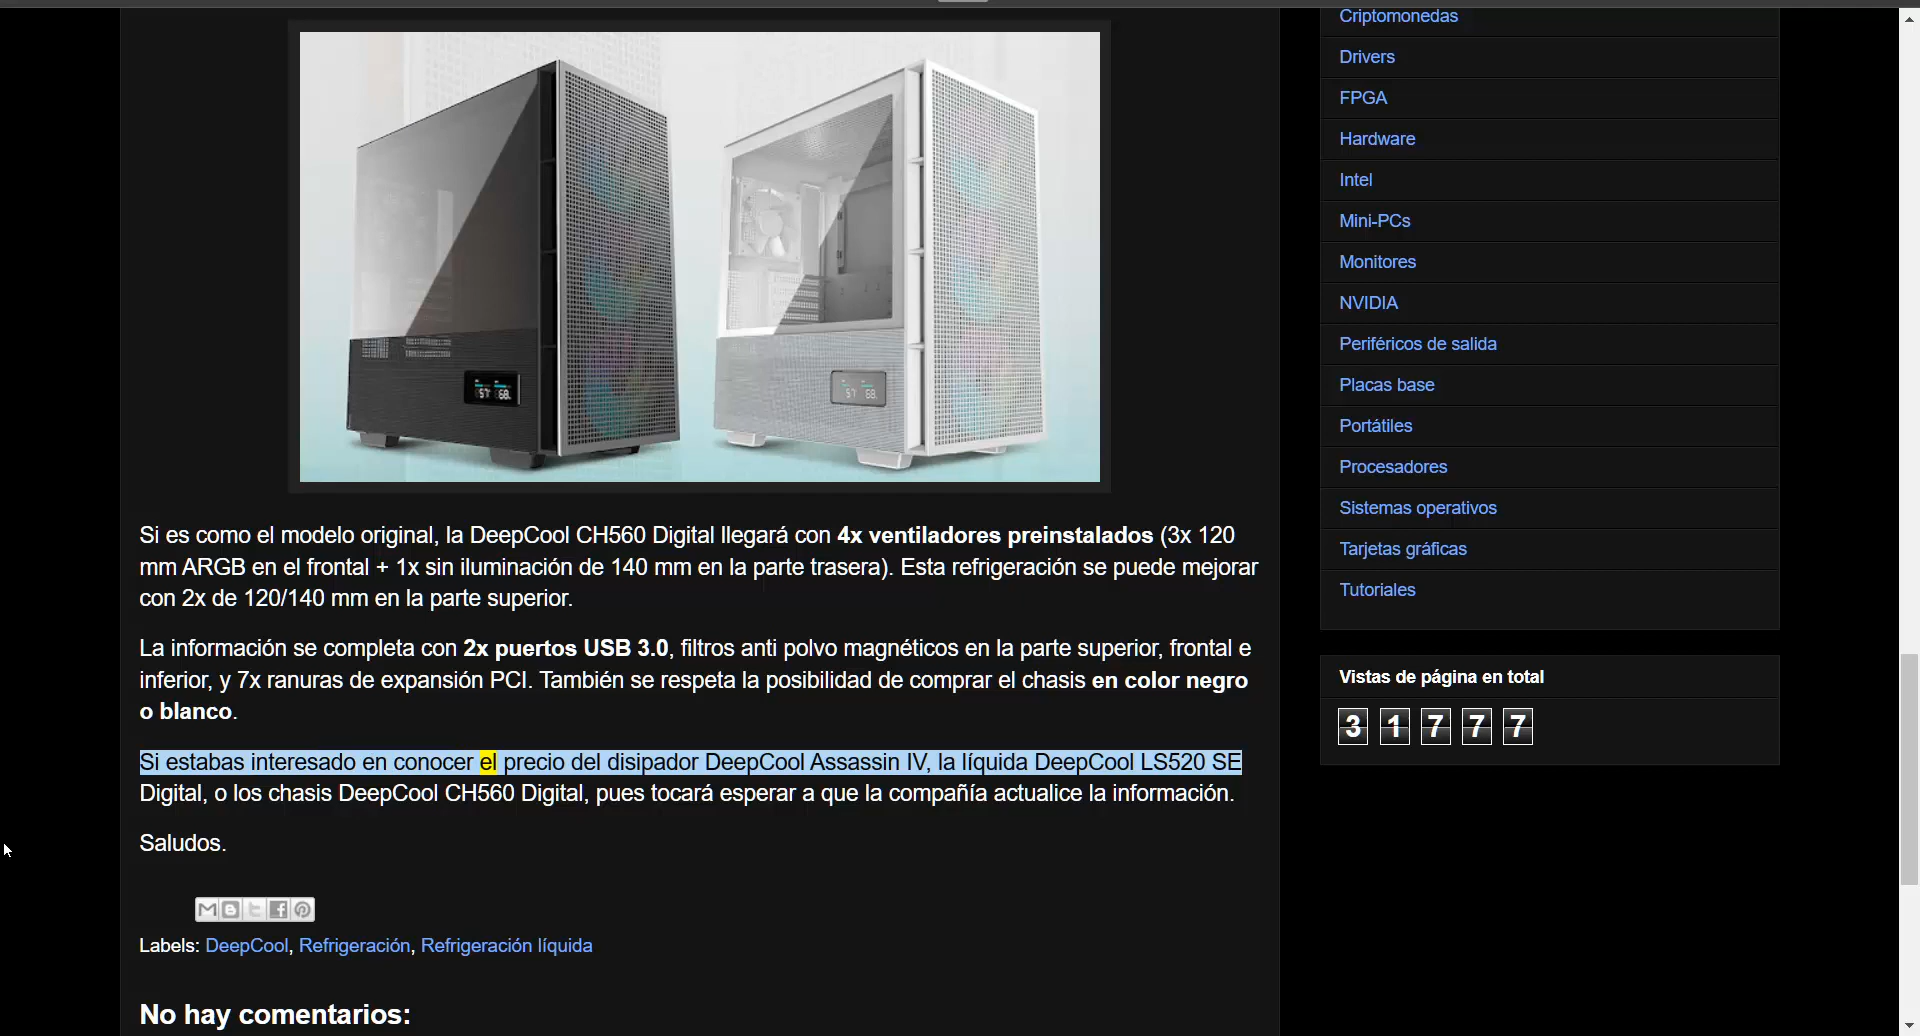 Criptomonedas
Drivers
FPGA
Hardware
Intel
Mini-PCs
Monitores
NVIDIA
Periféricos de salida
Placas base
Portátiles
Procesadores
Sistemas operativos
Tarjetas gráficas
Tutoriales
Vistas de página en total
31777
57 68
57 68
Si es como el modelo original, la DeepCool CH560 Digital llegará con 4x ventiladores preinstalados (3x 120
mm ARGB en el frontal + 1x sin iluminación de 140 mm en la parte trasera). Esta refrigeración se puede mejorar
con 2x de 120/140 mm en la parte superior.
La información se completa con 2x puertos USB 3.0, filtros anti polvo magnéticos en la parte superior, frontal e
inferior, y 7x ranuras de expansión PCI. También se respeta la posibilidad de comprar el chasis en color negro
o blanco.
Si estabas interesado en conocer el precio del disipador DeepCool Assassin IV, la líquida DeepCool LS520 SE
Digital, o los chasis DeepCool CH560 Digital, pues tocará esperar a que la compañía actualice la información.
Saludos.
Labels: DeepCool, Refrigeración, Refrigeración líquida
No hay comentarios: